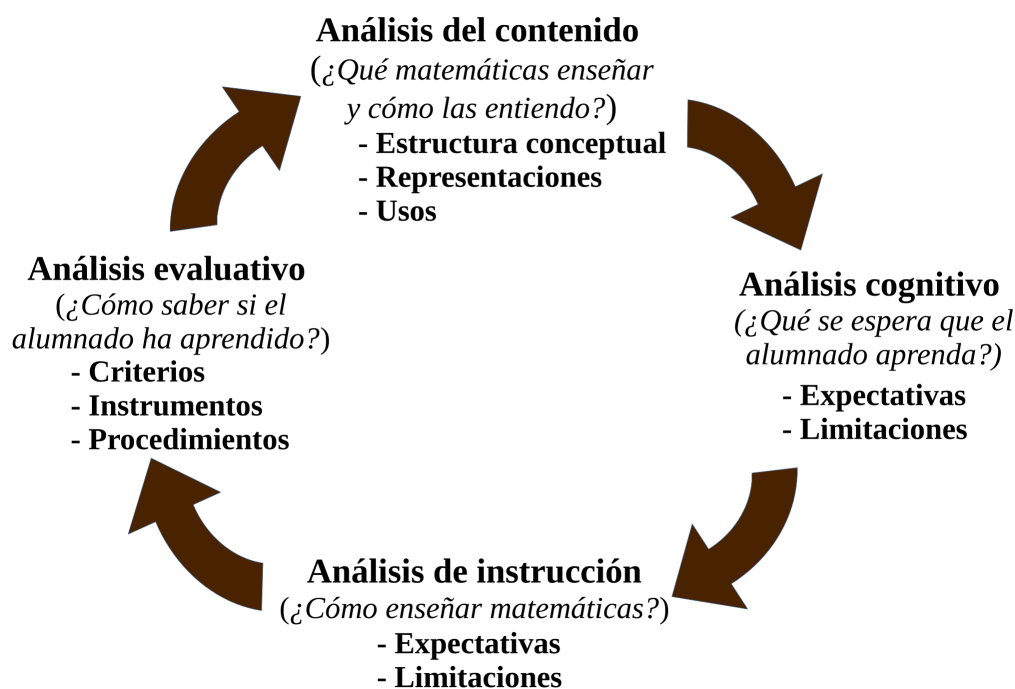 Análisis del contenido
(¿Qué matemáticas enseñar
y cómo las entiendo?)
- Estructura conceptual
- Representaciones
- Usos
Análisis cognitivo
(¿Qué se espera que el
alumnado aprenda?)
- Expectativas
- Limitaciones
Análisis de instrucción
(¿Cómo enseñar matemáticas?)
- Expectativas
- Limitaciones
Análisis evaluativo
(¿Cómo saber si el
alumnado ha aprendido?)
- Criterios
- Instrumentos
- Procedimientos